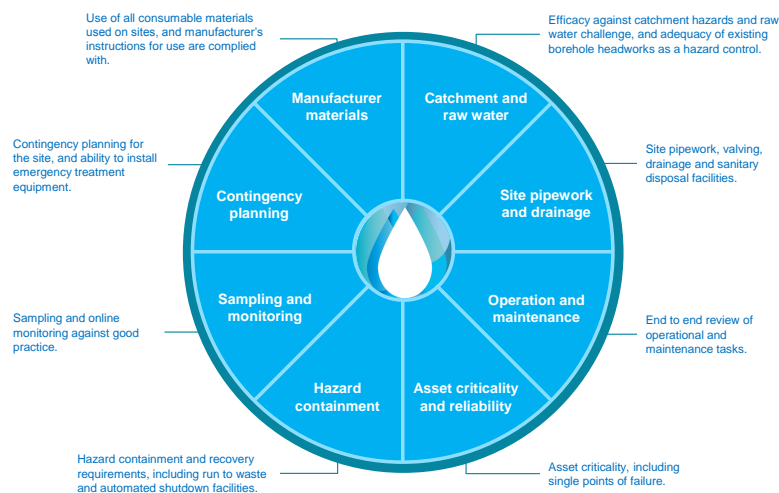 Use of all consumable materials
used on sites, and manufacturer's
instructions for use are complied
with.
Efficacy against catchment hazards and raw
water challenge, and adequacy of existing
borehole headworks as a hazard control.
Manufacturer
materials
Catchment and
raw water
Contingency planning for
the site, and ability to install
emergency treatment
equipment.
Site pipework, valving,
drainage and sanitary
disposal facilities.
Contingency
planning
Site pipework
and drainage
Sampling and
monitoring
Operation and
maintenance
Sampling and online
monitoring against good
practice.
End to end review of
operational and
maintenance tasks.
Hazard
containment
Asset criticality
and reliability
Hazard containment and recovery
requirements, including run to waste
and automated shutdown facilities.
Asset criticality, including
single points of failure.